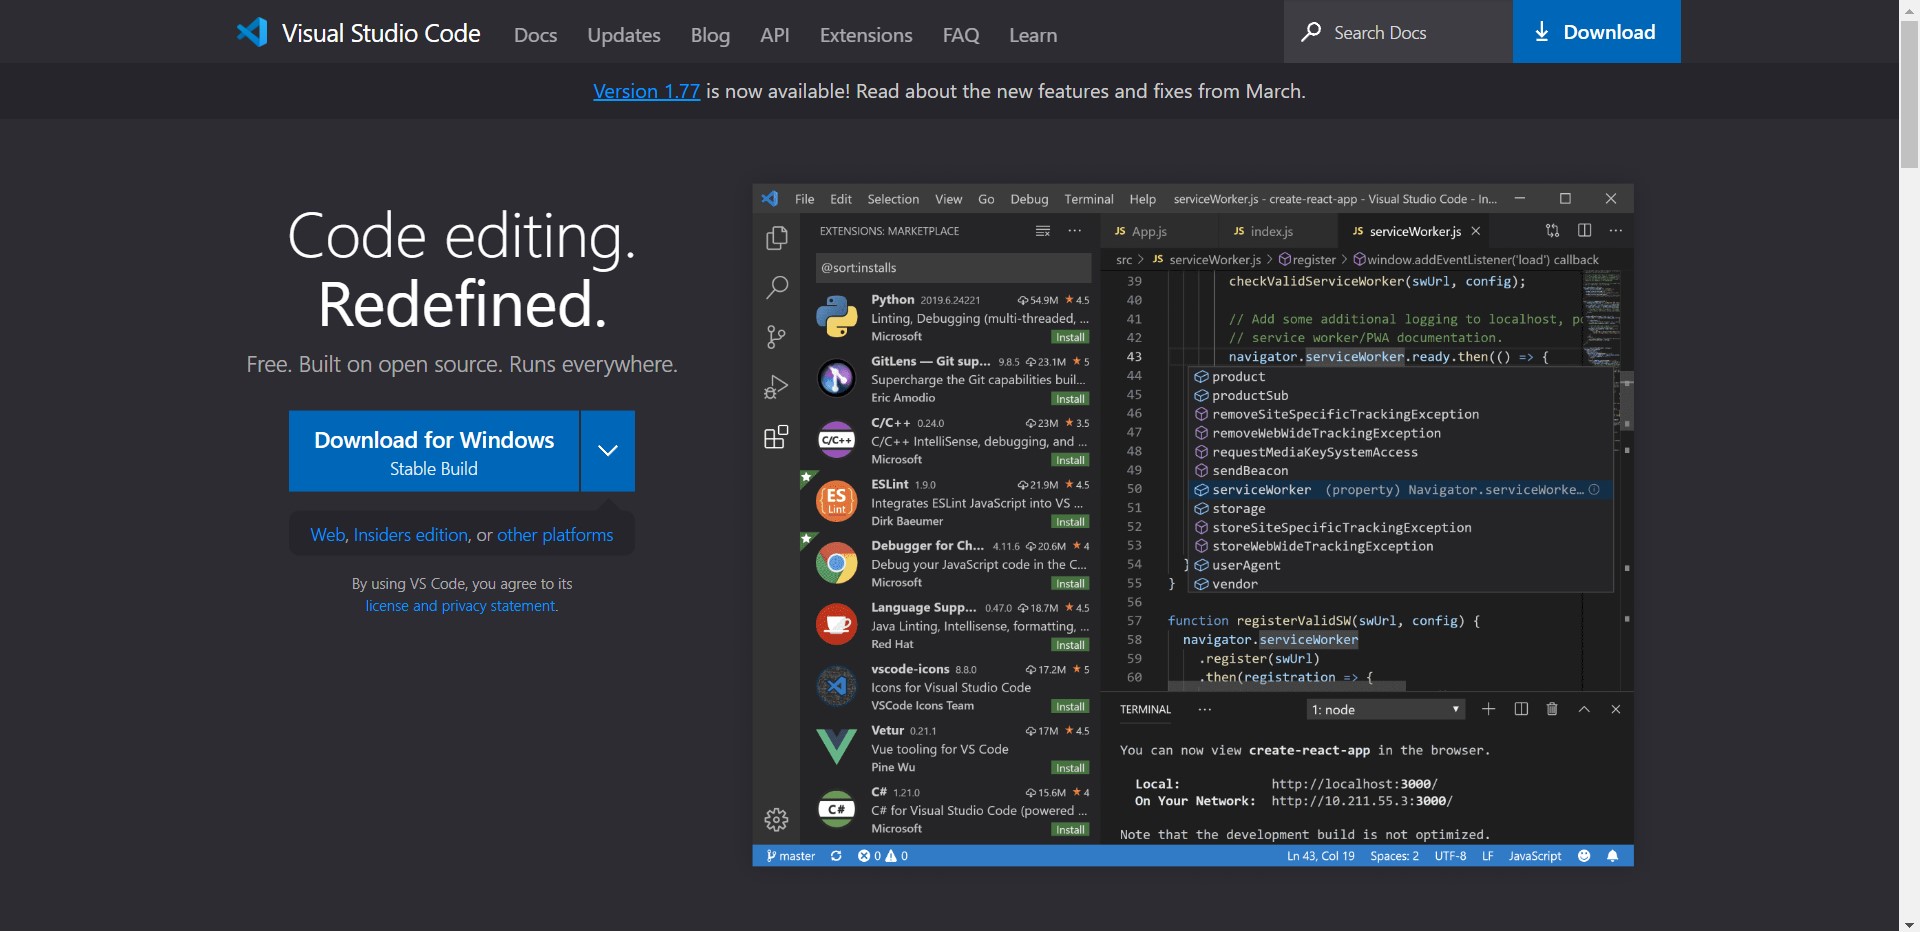 Visual Studio Code Docs Updates Blog API Extensions FAQ Learn Search Docs Download
Version 1.77 is now available! Read about the new features and fixes from March.
Code editing.
Redefined.
Free. Built on open source. Runs everywhere.
Download for Windows
Stable Build
Web, Insiders edition, or other platforms
By using VS Code, you agree to its
license and privacy statement.
File Edit Selection View Go Debug Terminal Help serviceWorker.js - create-react-app - Visual Studio Code - In...
EXTENSIONS: MARKETPLACE
@sort:installs
Python 2019.6.24221 54.9M ★ 4.5
Linting, Debugging (multi-threaded, ...
Microsoft Install
GitLens — Git sup... 9.8.5 23.1M ★ 5
Supercharge the Git capabilities buil...
Eric Amodio Install
C/C++
C/C++ 0.24.0 23M ★ 3.5
C/C++ IntelliSense, debugging, and ...
Microsoft Install
ES
Lint
ESLint 1.9.0 21.9M ★ 4.5
Integrates ESLint JavaScript into VS ...
Dirk Baeumer Install
Debugger for Ch... 4.11.6 20.6M ★ 4
Debug your JavaScript code in the C...
Microsoft Install
Language Supp... 0.47.0 18.7M ★ 4.5
Java Linting, Intellisense, formatting, ...
Red Hat Install
vscode-icons 8.8.0 17.2M ★ 5
Icons for Visual Studio Code
VSCode Icons Team Install
Vetur 0.21.1 17M ★ 4.5
Vue tooling for VS Code
Pine Wu Install
C#
C# 1.21.0 15.6M ★ 4
C# for Visual Studio Code (powered ...
Microsoft Install
JS App.js JS index.js JS serviceWorker.js
src > JS serviceWorker.js > register > window.addEventListener('load') callback
39 checkValidServiceWorker(swUrl, config);
40
41 // Add some additional logging to localhost, po
42 // service worker/PWA documentation.
43 navigator.serviceWorker.ready.then(() => {
44 product
45 productSub
46 removeSiteSpecificTrackingException
47 removeWebWideTrackingException
48 requestMediaKeySystemAccess
49 sendBeacon
50 serviceWorker (property) Navigator.serviceWorke...
51 storage
52 storeSiteSpecificTrackingException
53 storeWebWideTrackingException
54 } userAgent
55 } vendor
56
57 function registerValidSW(swUrl, config) {
58 navigator.serviceWorker
59 .register(swUrl)
60 .then(registration => {
TERMINAL ... 1: node
You can now view create-react-app in the browser.
Local: http://localhost:3000/
On Your Network: http://10.211.55.3:3000/
Note that the development build is not optimized.
master 0 0 Ln 43, Col 19 Spaces: 2 UTF-8 LF JavaScript